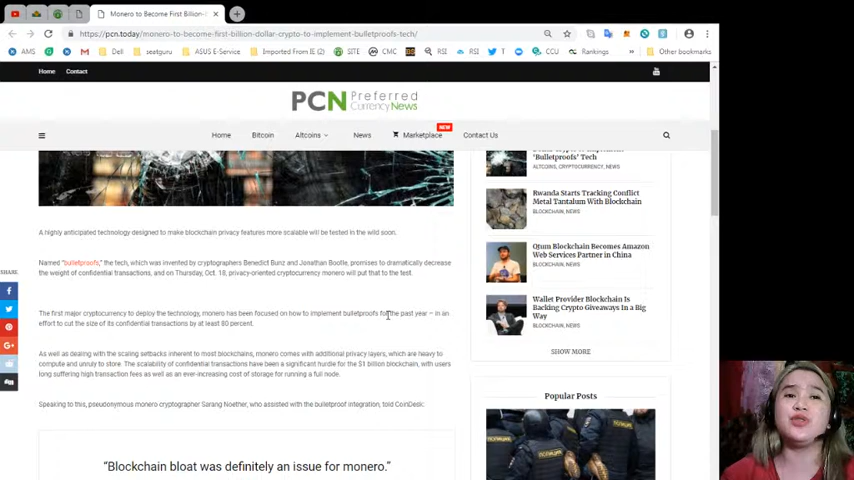 Monero to Become First Billion-
https://pcn.today/monero-to-become-first-billion-dollar-crypto-to-implement-bulletproofs-tech/
AMS
Dell
seatguru
ASUS E-Service
Imported From IE (2)
SITE
CMC
BC
RSI
RSI
T
CCU
Rankings
Other bookmarks
Home
Contact
PCN Preferred
Currency News
NEW
Home
Bitcoin
Altcoins
News
Marketplace
Contact Us
SHARE
A highly anticipated technology designed to make blockchain privacy features more scalable will be tested in the wild soon.
Named “bulletproofs,” the tech, which was invented by cryptographers Benedict Bunz and Jonathan Boolle, promises to dramatically decrease
the weight of confidential transactions, and on Thursday, Oct. 18, privacy-oriented cryptocurrency monero will put that to the test.
The first major cryptocurrency to deploy the technology, monero has been focused on how to implement bulletproofs for the past year – in an
effort to cut the size of its confidential transactions by at least 80 percent.
As well as dealing with the scaling setbacks inherent to most blockchains, monero comes with additional privacy layers, which are heavy to
compute and unruly to store. The scalability of confidential transactions have been a significant hurdle for the $1 billion blockchain, with users
long suffering high transaction fees as well as an ever-increasing cost of storage for running a full node.
Speaking to this, pseudonymous monero cryptographer Sarang Noether, who assisted with the bulletproof integration, told CoinDesk:
“Blockchain bloat was definitely an issue for monero.”
Dollar Crypto to Implement
‘Bulletproofs’ Tech
ALTCOINS, CRYPTOCURRENCY, NEWS
Rwanda Starts Tracking Conflict
Metal Tantalum With Blockchain
BLOCKCHAIN, NEWS
Qtum Blockchain Becomes Amazon
Web Services Partner in China
BLOCKCHAIN, NEWS
Wallet Provider Blockchain Is
Backing Crypto Giveaways In a Big
Way
BLOCKCHAIN, NEWS
SHOW MORE
Popular Posts